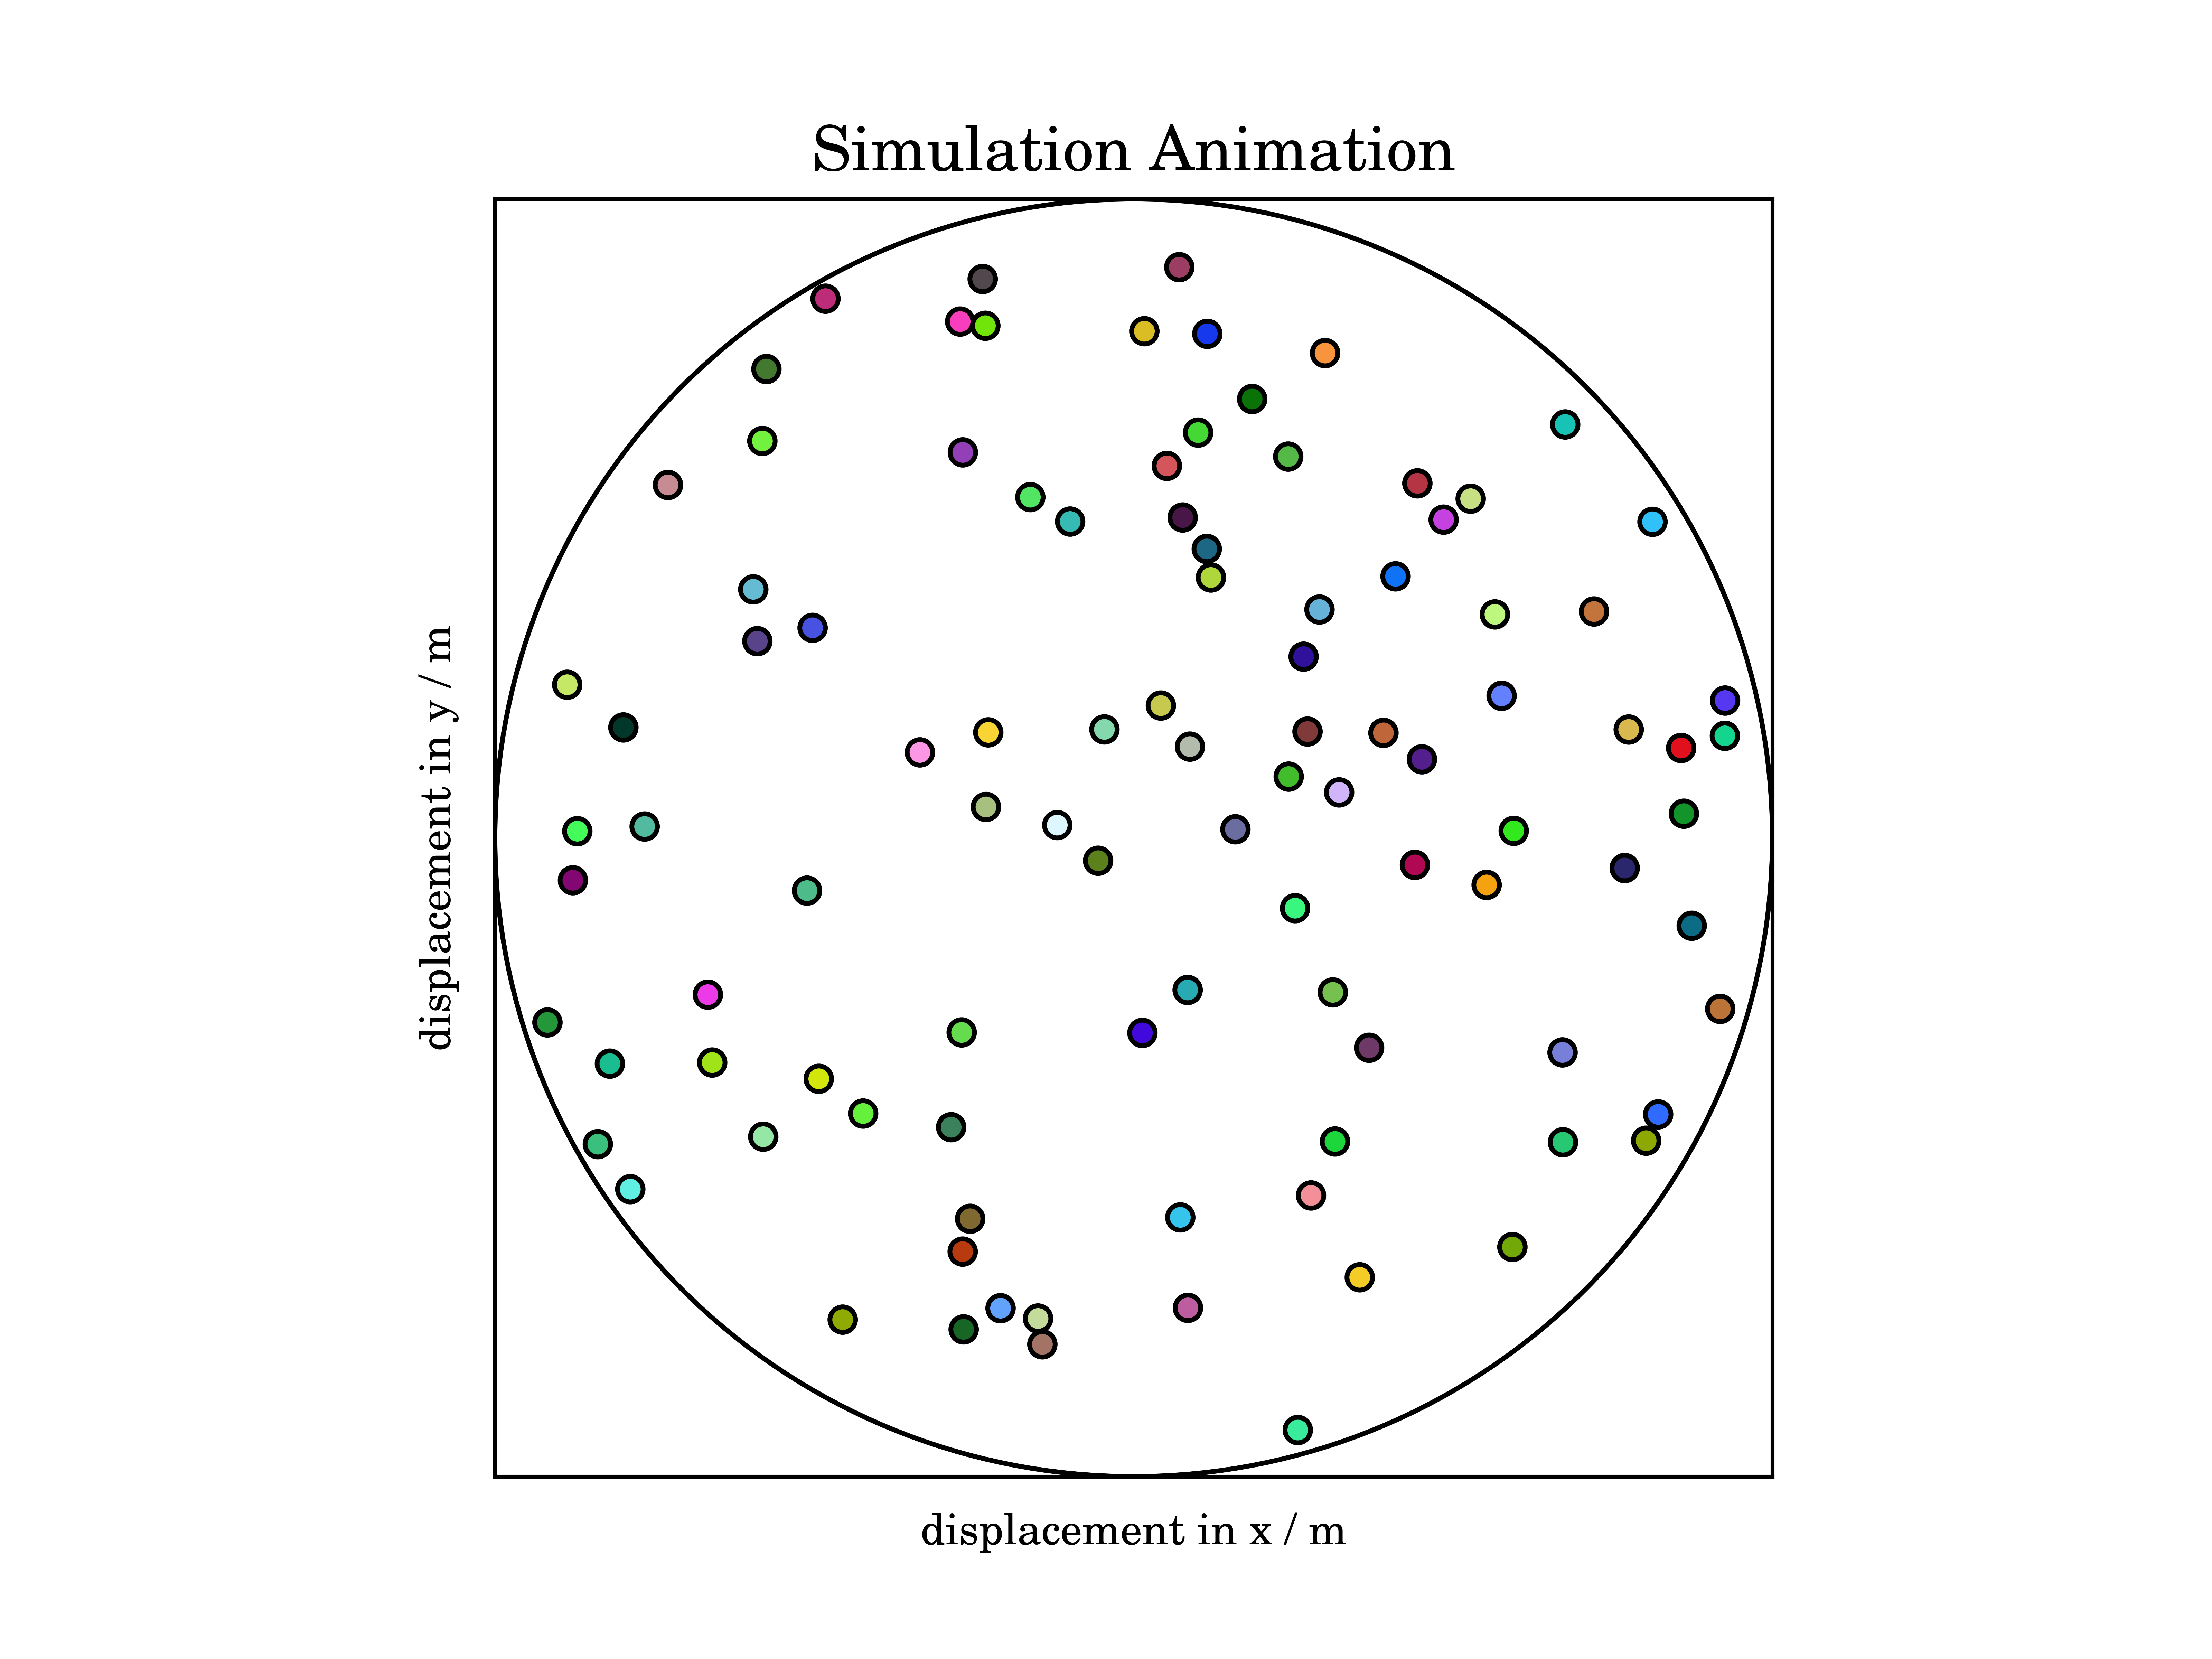 Simulation Animation
displacement in y / m
displacement in x / m